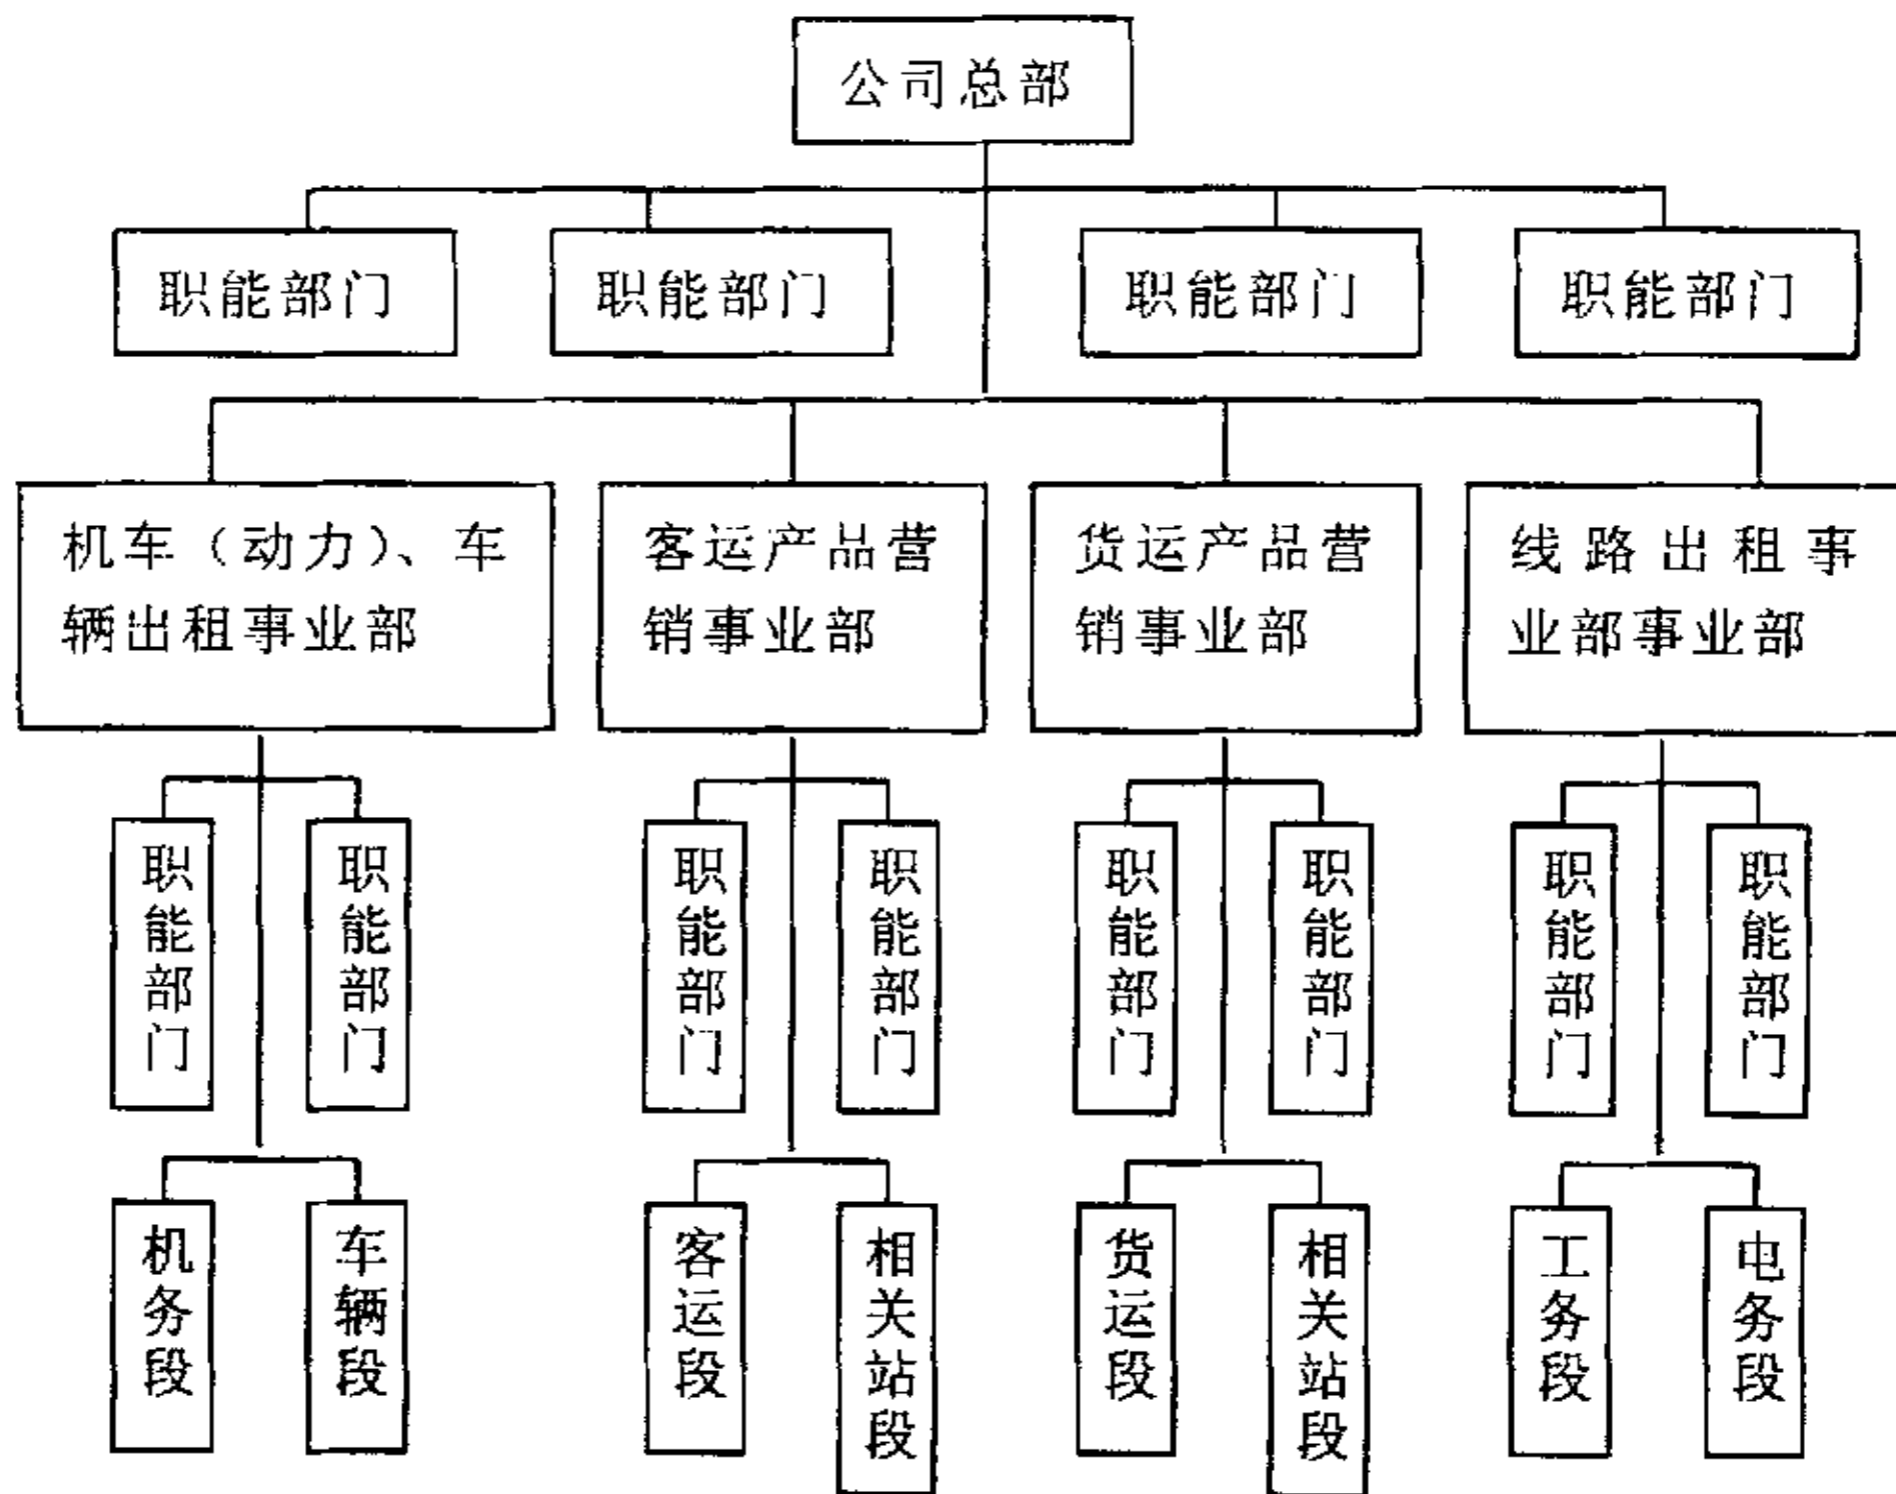 公司总部
职能部门
职能部门
职能部门
职能部门
机车（动力）、车
辆出租事业部
客运产品营
销事业部
货运产品营
销事业部
线路出租事
业部事业部
职能部门
职能部门
职能部门
职能部门
职能部门
职能部门
职能部门
职能部门
机务段
车辆段
客运段
相关站段
货运段
相关站段
工务段
电务段